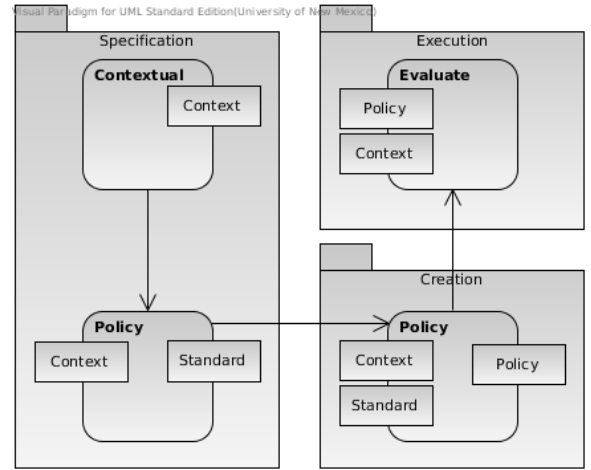 Visual Paradigm for UML Standard Edition(University of New Mexico)
Specification
Contextual
Context
Policy
Context
Standard
Execution
Evaluate
Policy
Context
Creation
Policy
Context
Policy
Standard